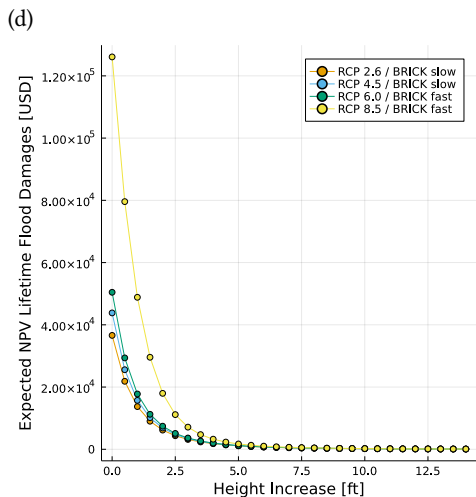 (d)
RCP 2.6 / BRICK slow
RCP 4.5 / BRICK slow
RCP 6.0 / BRICK fast
RCP 8.5 / BRICK fast
Expected NPV Lifetime Flood Damages [USD]
1.20×10⁵
1.00×10⁵
8.00×10⁴
6.00×10⁴
4.00×10⁴
2.00×10⁴
0
0.0 2.5 5.0 7.5 10.0 12.5
Height Increase [ft]